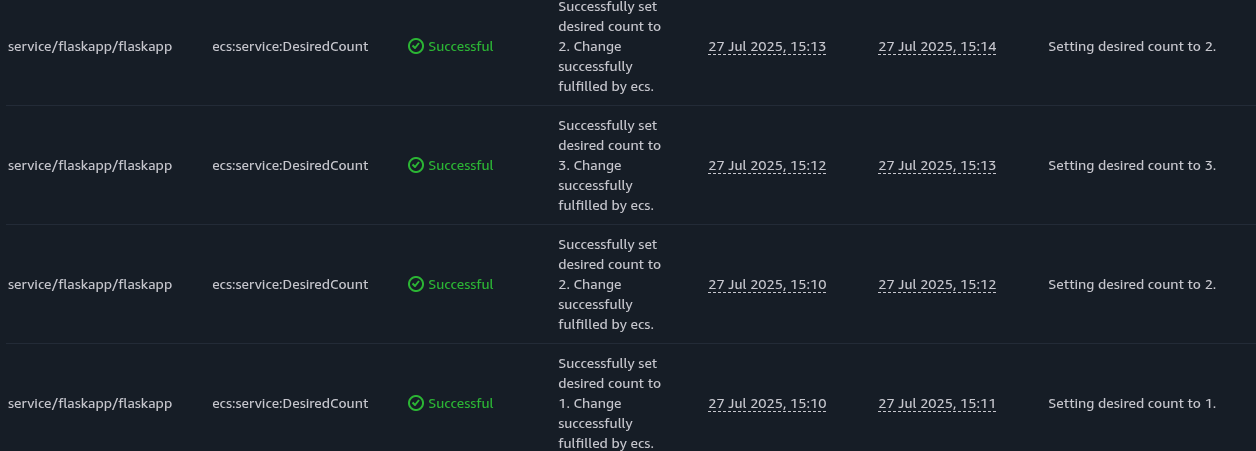 Successfully set
desired count to
service/flaskapp/flaskapp ecs:service:DesiredCount Successful 2. Change 27 Jul 2025, 15:13 27 Jul 2025, 15:14 Setting desired count to 2.
successfully
fulfilled by ecs.
Successfully set
desired count to
service/flaskapp/flaskapp ecs:service:DesiredCount Successful 3. Change 27 Jul 2025, 15:12 27 Jul 2025, 15:13 Setting desired count to 3.
successfully
fulfilled by ecs.
Successfully set
desired count to
service/flaskapp/flaskapp ecs:service:DesiredCount Successful 2. Change 27 Jul 2025, 15:10 27 Jul 2025, 15:12 Setting desired count to 2.
successfully
fulfilled by ecs.
Successfully set
desired count to
service/flaskapp/flaskapp ecs:service:DesiredCount Successful 1. Change 27 Jul 2025, 15:10 27 Jul 2025, 15:11 Setting desired count to 1.
successfully
fulfilled by ecs.